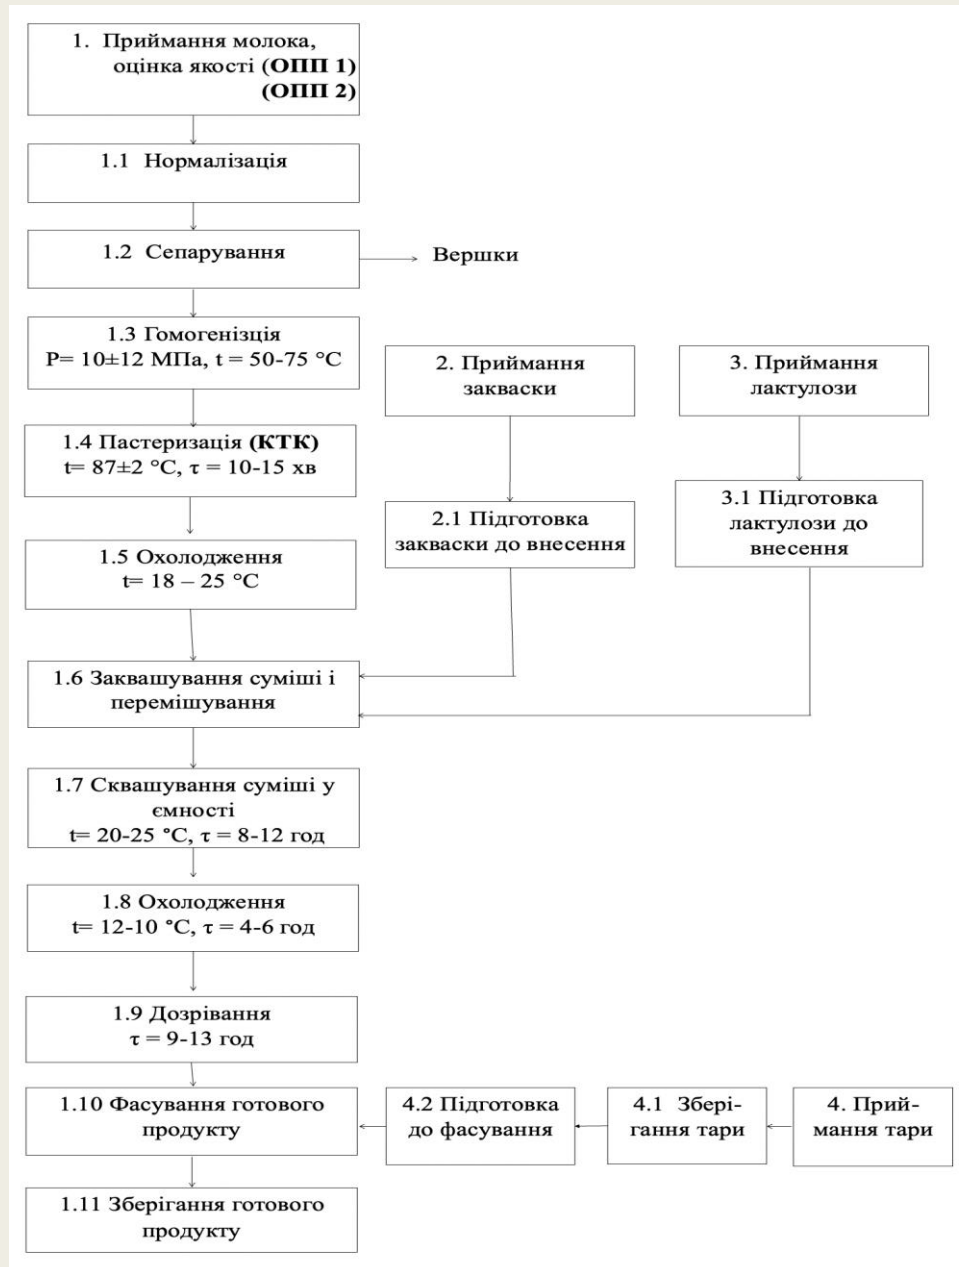 1. Приймання молока,
оцінка якості (ОПП 1)
(ОПП 2)
1.1 Нормалізація
1.2 Сепарування
Вершки
1.3 Гомогенізція
P= 10±12 МПа, t = 50-75 °C
2. Приймання
закваски
3. Приймання
лактулози
1.4 Пастеризація (КТК)
t= 87±2 °C, τ = 10-15 хв
2.1 Підготовка
закваски до внесення
3.1 Підготовка
лактулози до
внесення
1.5 Охолодження
t= 18 – 25 °C
1.6 Заквашування суміші і
перемішування
1.7 Сквашування суміші у
ємності
t= 20-25 °C, τ = 8-12 год
1.8 Охолодження
t= 12-10 °C, τ = 4-6 год
1.9 Дозрівання
τ = 9-13 год
1.10 Фасування готового
продукту
4.2 Підготовка
до фасування
4.1 Збері-
гання тари
4. Прий-
мання тари
1.11 Зберігання готового
продукту